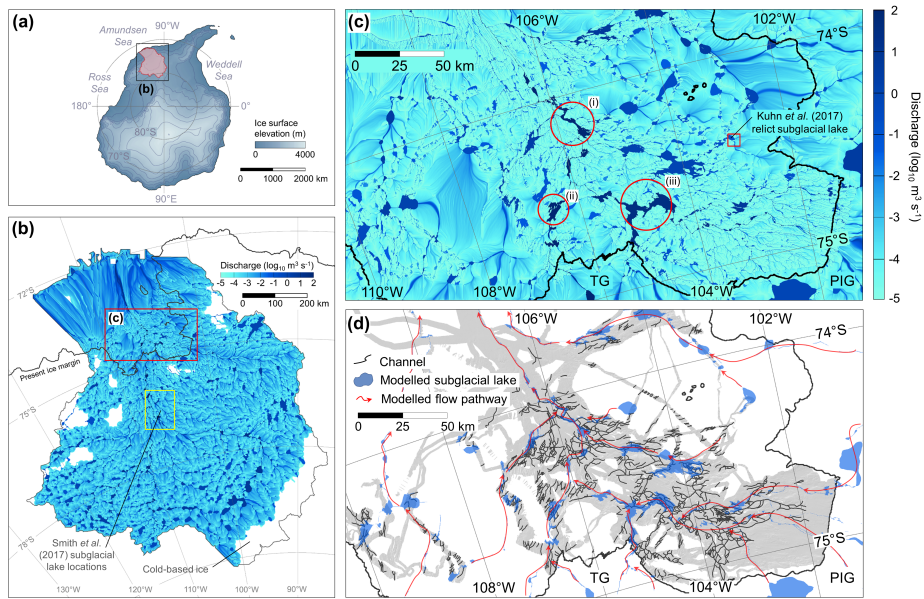 (a)
90°W
Amundsen
Sea
Ross
Sea
Weddell
Sea
(b)
180°
0°
80°S
70°S
90°E
Ice surface
elevation (m)
0 4000
0 1000 2000 km
(b)
Discharge (log10 m3 s-1)
-5 -4 -3 -2 -1 0 1 2
0 100 200 km
72°S
(c)
Present ice margin
75°S
78°S
Smith et al.
(2017) subglacial
lake locations
Cold-based ice
130°W 120°W 110°W 100°W 90°W
(c)
106°W
102°W
74°S
0 25 50 km
(i)
Kuhn et al. (2017)
relict subglacial lake
(ii)
(iii)
75°S
110°W
108°W
TG
104°W
PIG
2
1
0
-1
-2
-3
-4
-5
Discharge (log10 m3 s-1)
(d)
106°W
102°W
74°S
Channel
Modelled subglacial lake
Modelled flow pathway
0 25 50 km
75°S
108°W
TG
104°W
PIG